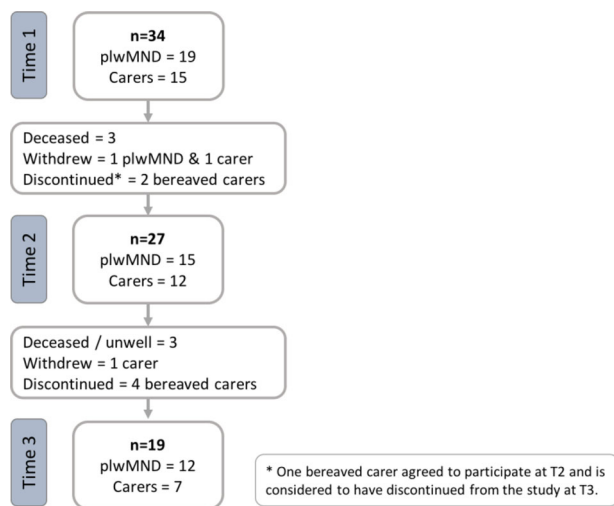 Time 1
n=34
plwMND = 19
Carers = 15
Deceased = 3
Withdrew = 1 plwMND & 1 carer
Discontinued* = 2 bereaved carers
Time 2
n=27
plwMND = 15
Carers = 12
Deceased / unwell = 3
Withdrew = 1 carer
Discontinued = 4 bereaved carers
Time 3
n=19
plwMND = 12
Carers = 7
* One bereaved carer agreed to participate at T2 and is
considered to have discontinued from the study at T3.